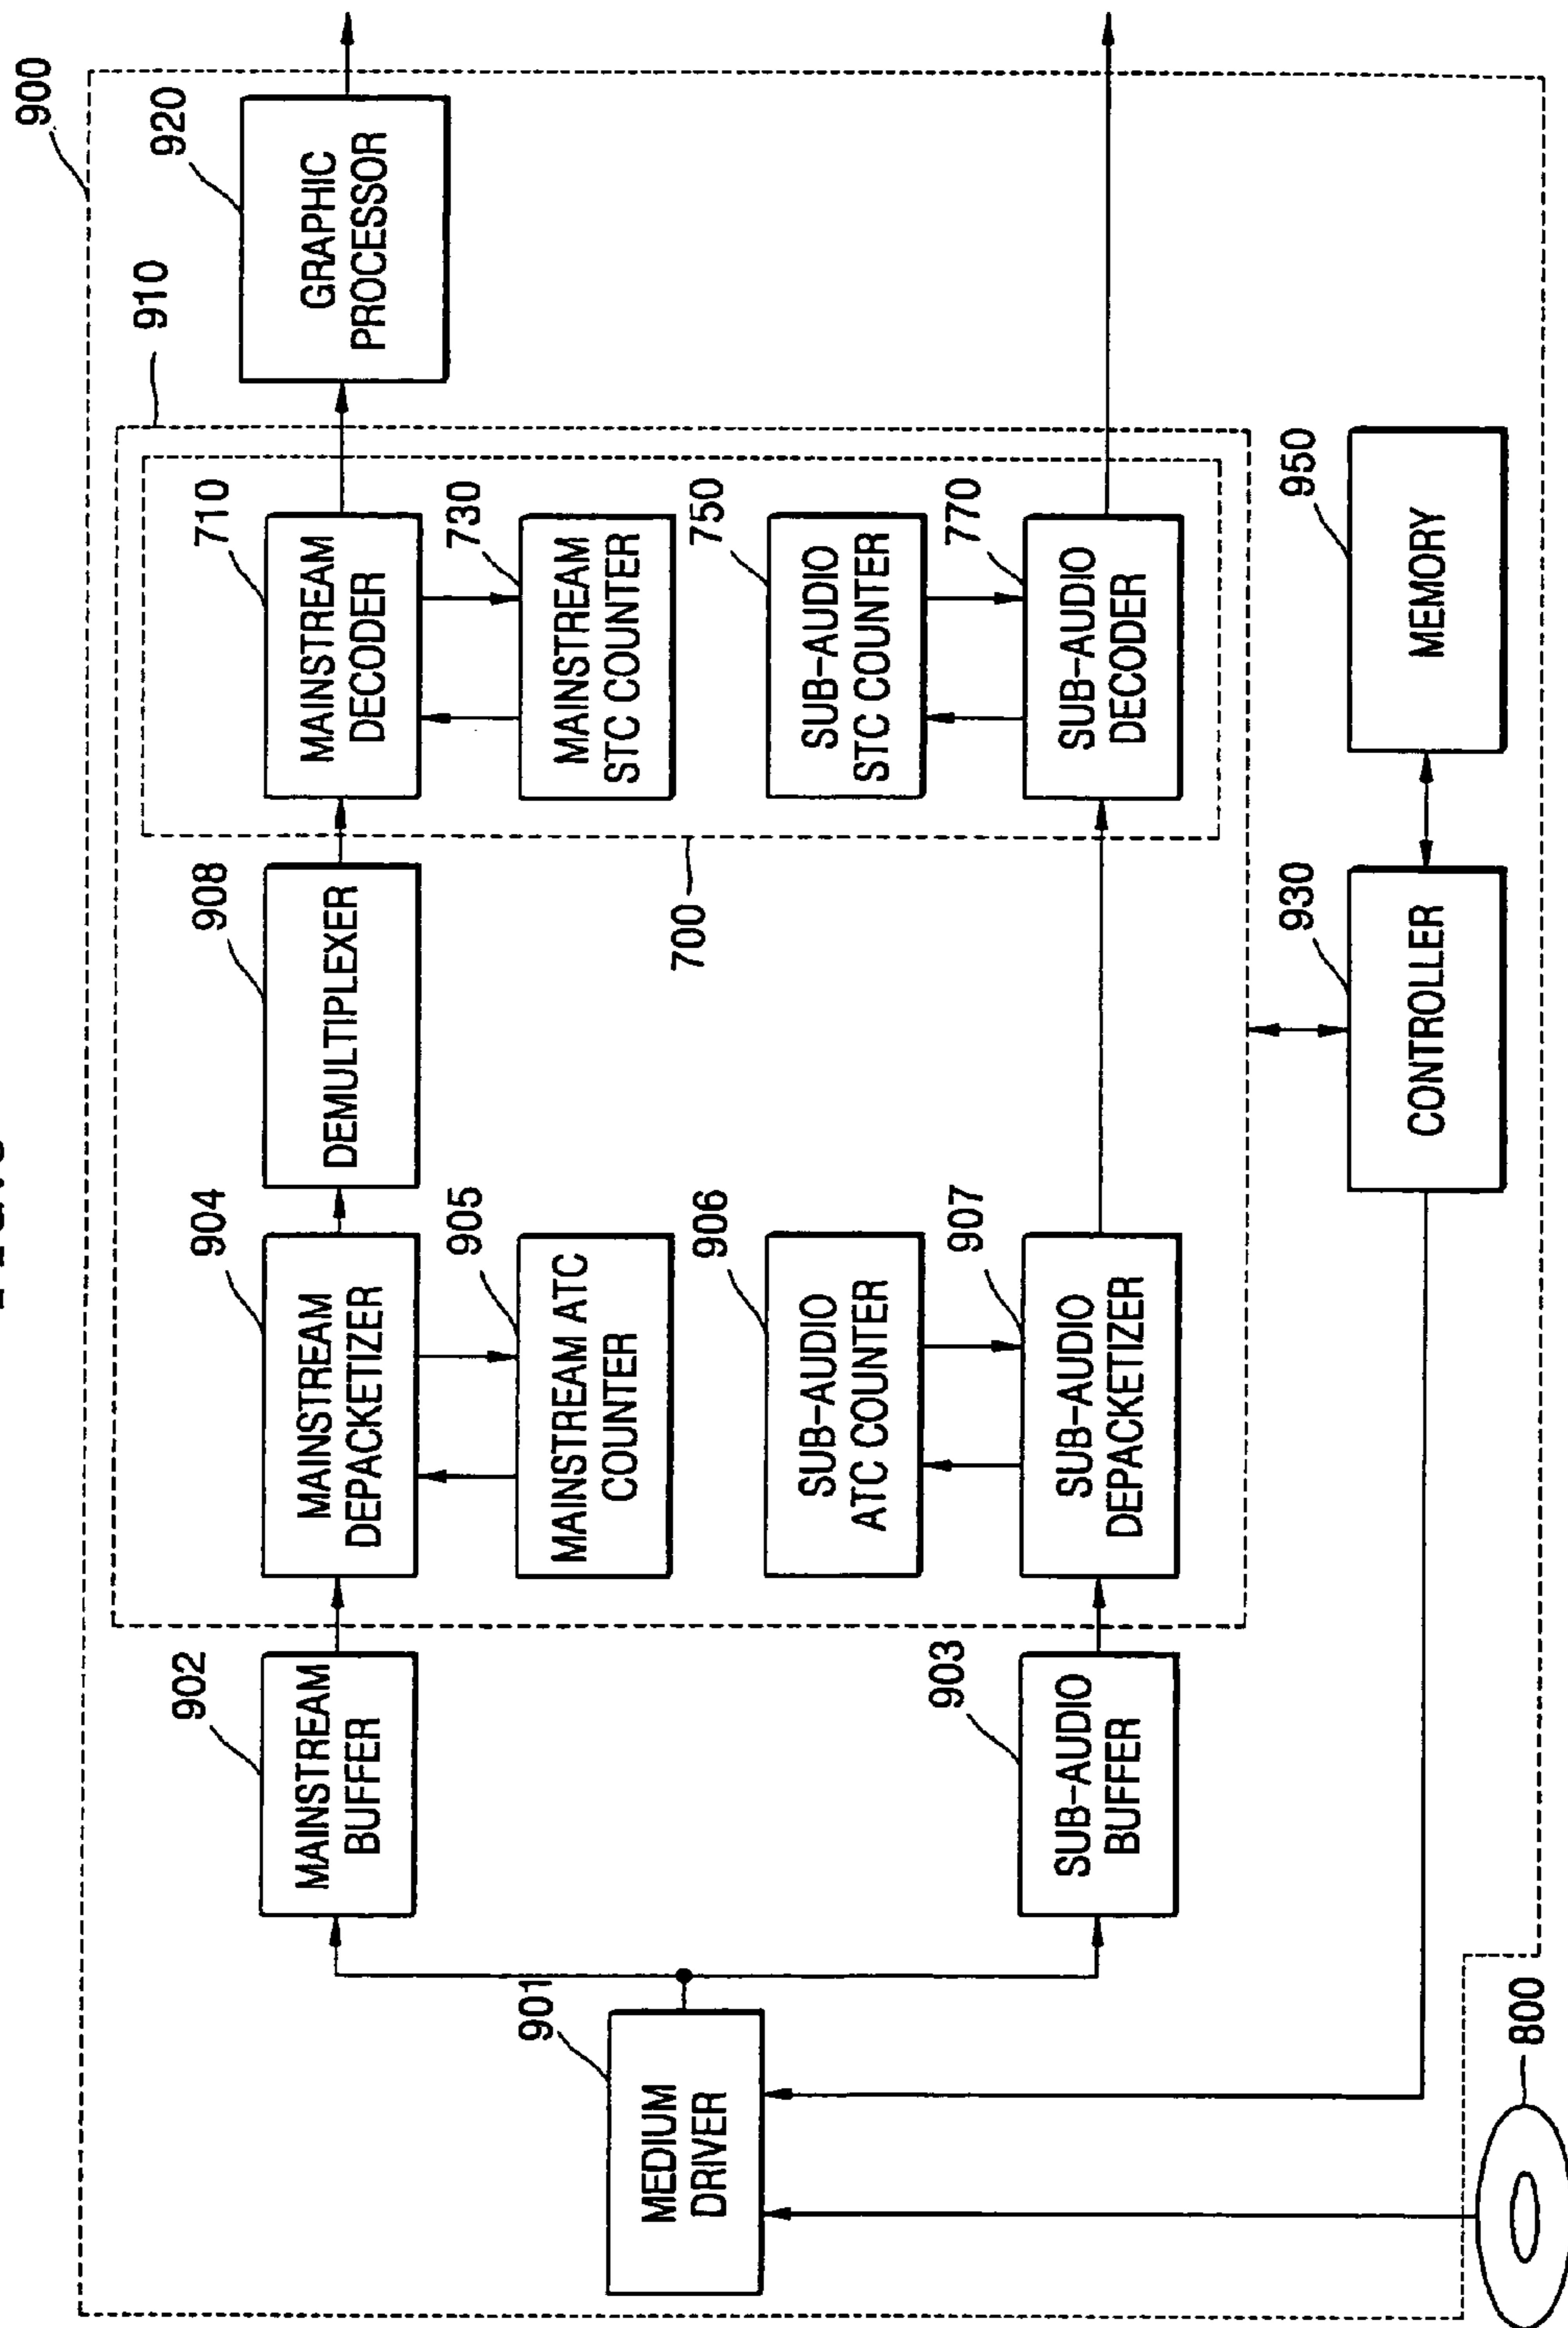 900
910
920
GRAPHIC
PROCESSOR
902
MAINSTREAM
BUFFER
904
MAINSTREAM
DEPACKETIZER
908
DEMULTIPLEXER
710
MAINSTREAM
DECODER
905
MAINSTREAM ATC
COUNTER
730
MAINSTREAM
STC COUNTER
901
MEDIUM
DRIVER
906
SUB-AUDIO
ATC COUNTER
700
750
SUB-AUDIO
STC COUNTER
903
SUB-AUDIO
BUFFER
907
SUB-AUDIO
DEPACKETIZER
770
SUB-AUDIO
DECODER
930
CONTROLLER
950
MEMORY
800